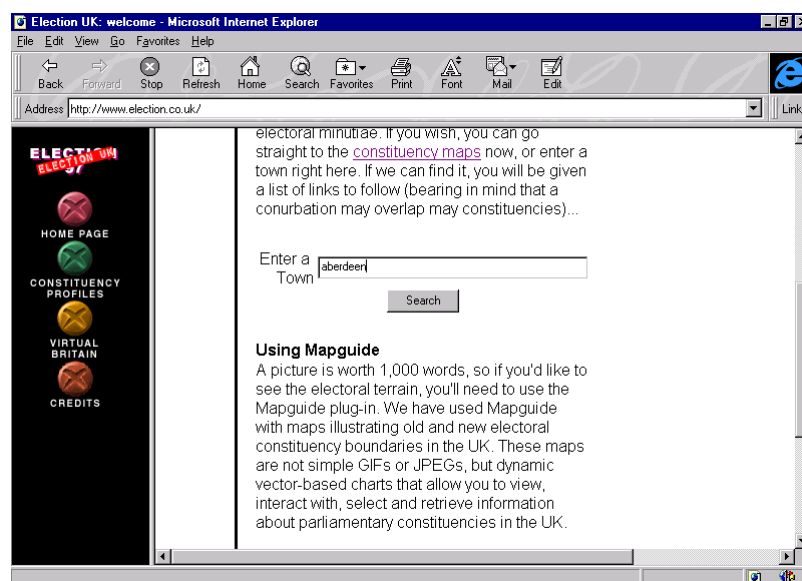 Election UK: welcome - Microsoft Internet Explorer
File Edit View Go Favorites Help
Back Forward Stop Refresh Home Search Favorites Print Font Mail Edit
Address http://www.election.co.uk/ Link
ELECTION UK
HOME PAGE
CONSTITUENCY
PROFILES
VIRTUAL
BRITAIN
CREDITS
electoral minutiae. If you wish, you can go
straight to the constituency maps now, or enter a
town right here. If we can find it, you will be given
a list of links to follow (bearing in mind that a
conurbation may overlap may constituencies)...
Enter a
Town
aberdeen
Search
Using Mapguide
A picture is worth 1,000 words, so if you'd like to
see the electoral terrain, you'll need to use the
Mapguide plug-in. We have used Mapguide
with maps illustrating old and new electoral
constituency boundaries in the UK. These maps
are not simple GIFs or JPEGs, but dynamic
vector-based charts that allow you to view,
interact with, select and retrieve information
about parliamentary constituencies in the UK.